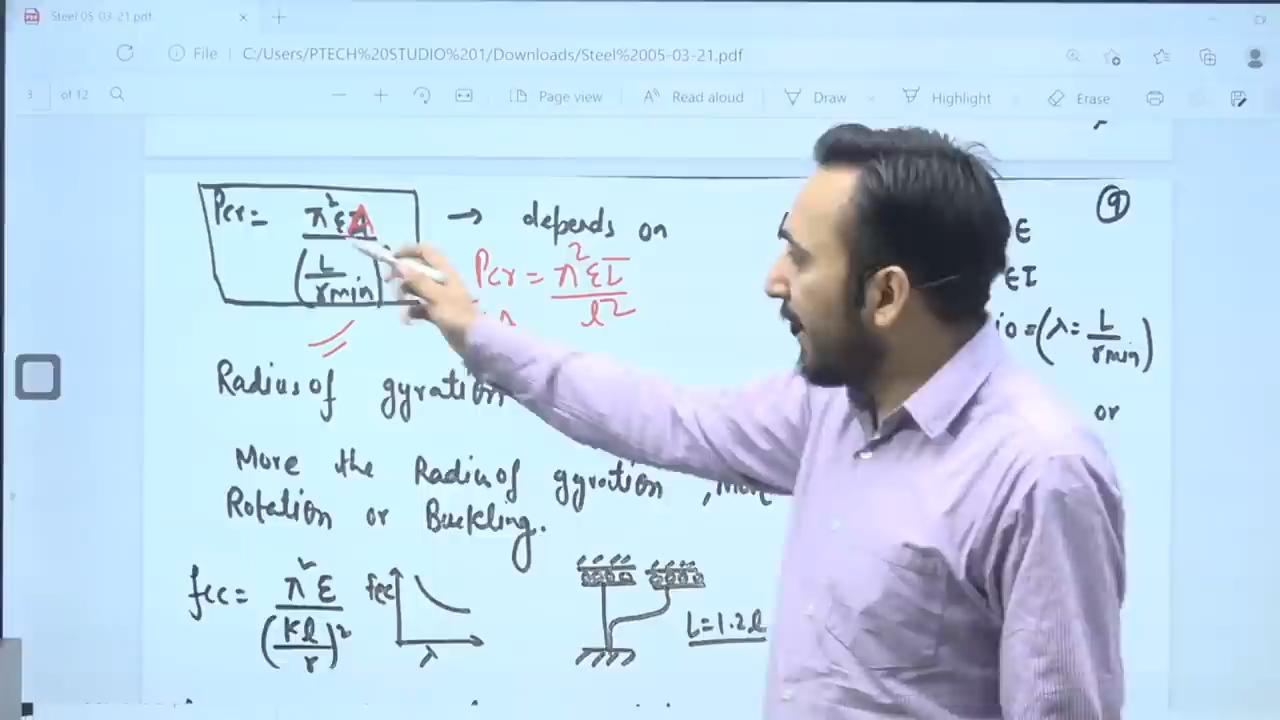 Steel 05-03-21.pdf
File C:/Users/PTECH%20STUDIO%201/Downloads/Steel%2005-03-21.pdf
3 of 12 Page view Read aloud Draw Highlight Erase
9
Pcr = π²EA / (L / rmin) → depends on E
Pcr = π²EI / l² EI
(λ = L / rmin)
Radius of gyration or
More the Radius of gyration,
Rotation or Buckling.
fcc = π²E / (Kl / r)² fcc λ
L = 1.2l